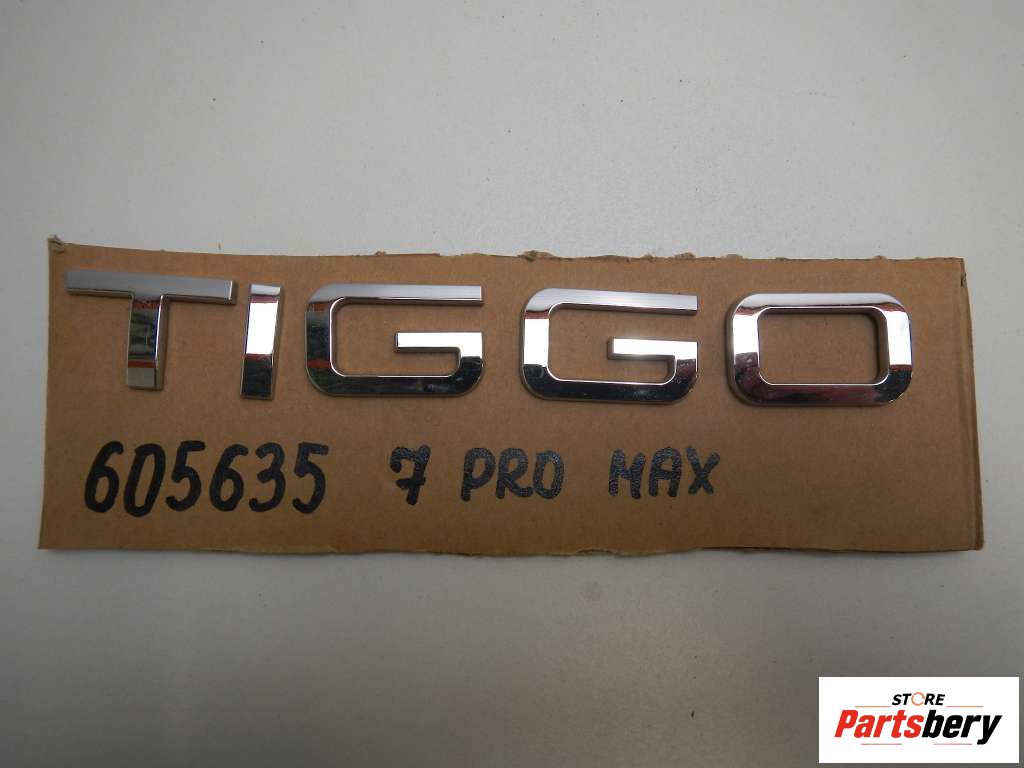 TIGGO
605635 7 PRO MAX
STORE
Partsbery